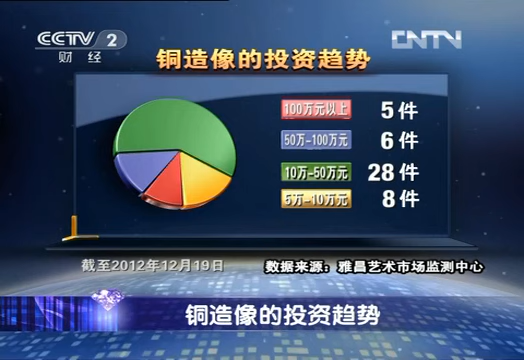 CCTV 2
财经
CNTV
铜造像的投资趋势
100万元以上 5件
50万-100万元 6件
10万-50万元 28件
5万-10万元 8件
截至2012年12月19日
数据来源：雅昌艺术市场监测中心
铜造像的投资趋势